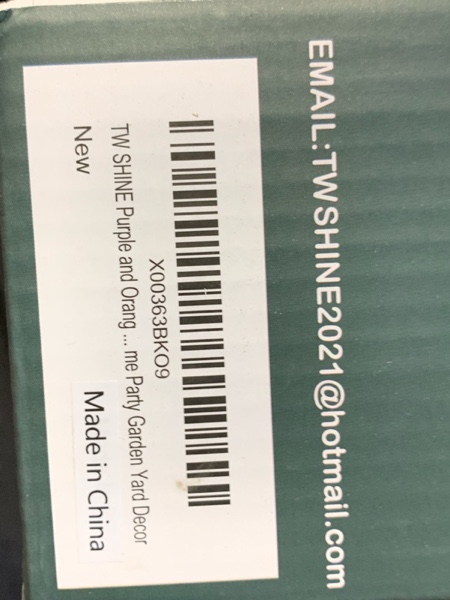 EMAIL:TWSHINE2021@hotmail.com
X00363BKO9
TW SHINE Purple and Orang ... me Party Garden Yard Decor
New
Made in China